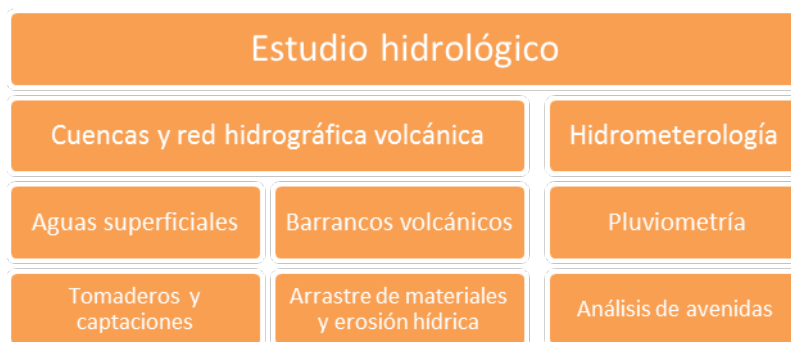 Estudio hidrológico
Cuencas y red hidrográfica volcánica
Hidrometerología
Aguas superficiales
Barrancos volcánicos
Pluviometría
Tomaderos y
captaciones
Arrastre de materiales
y erosión hídrica
Análisis de avenidas